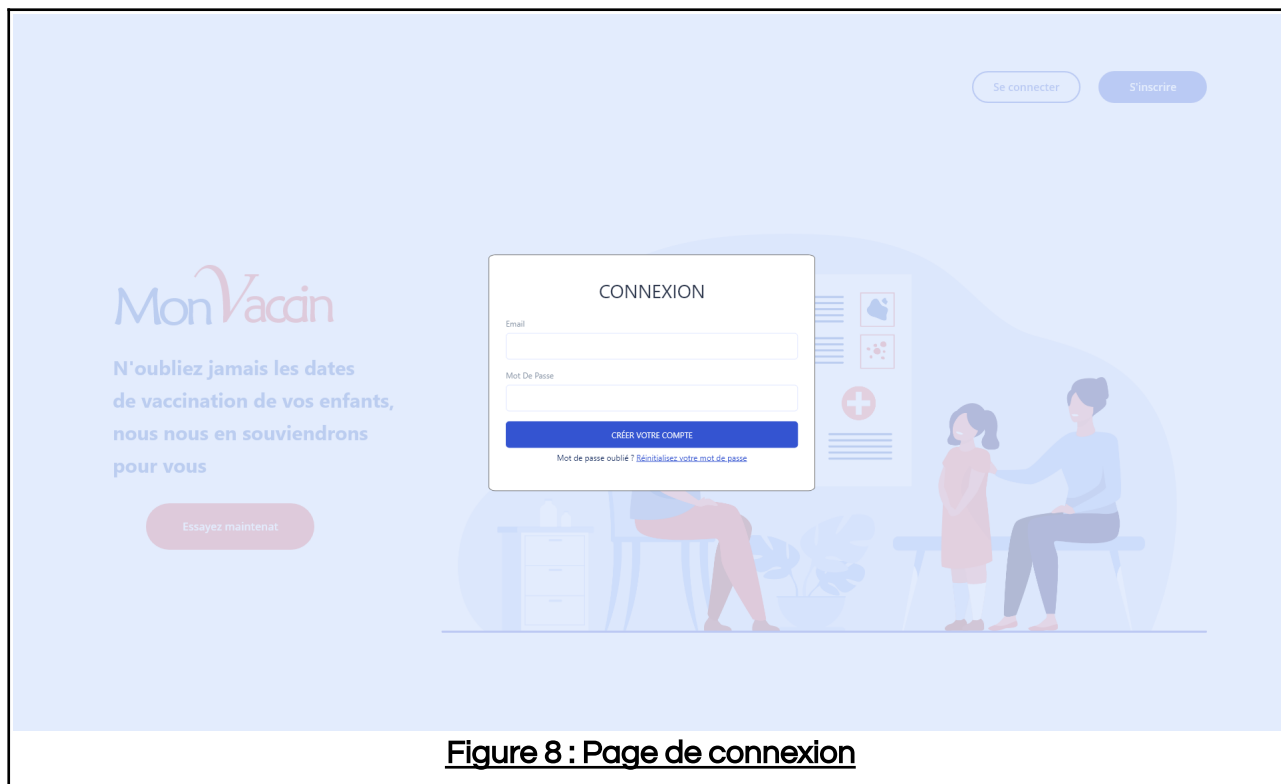 Se connecter
S'inscrire
MonVaccin
N'oubliez jamais les dates
de vaccination de vos enfants,
nous nous en souviendrons
pour vous
Essayez maintenat
CONNEXION
Email
Mot De Passe
CRÉER VOTRE COMPTE
Mot de passe oublié ? Réinitialisez votre mot de passe
Figure 8 : Page de connexion